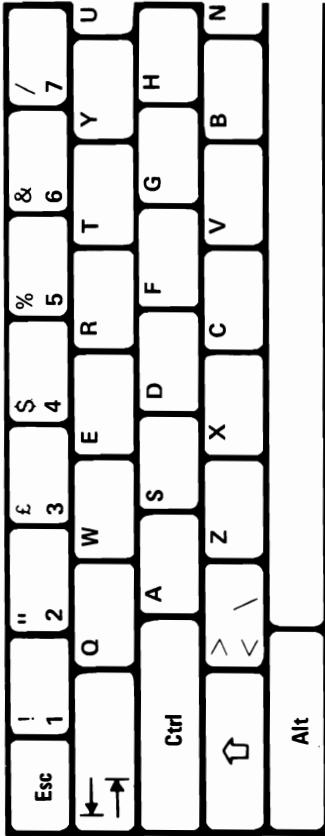 ! " £ $ % & /
Esc 1 2 3 4 5 6 7
Q W E R T Y U
Ctrl A S D F G H
>
< \ Z X C V B N
Alt